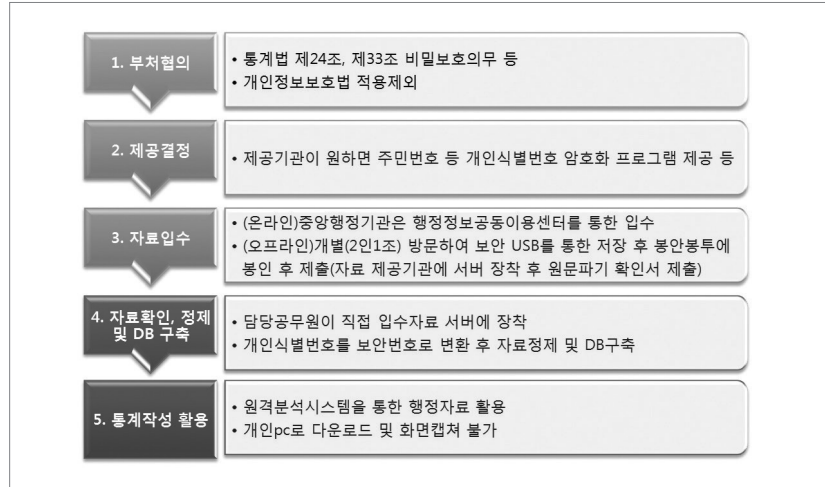 1. 부처협의
• 통계법 제24조, 제33조 비밀보호의무 등
• 개인정보보호법 적용제외
2. 제공결정
• 제공기관이 원하면 주민번호 등 개인식별번호 암호화 프로그램 제공 등
3. 자료입수
• (온라인)중앙행정기관은 행정정보공동이용센터를 통한 입수
• (오프라인)개별(2인1조) 방문하여 보안 USB를 통한 저장 후 봉안봉투에
봉인 후 제출(자료 제공기관에 서버 장착 후 원문파기 확인서 제출)
4. 자료확인, 정제
및 DB 구축
• 담당공무원이 직접 입수자료 서버에 장착
• 개인식별번호를 보안번호로 변환 후 자료정제 및 DB구축
5. 통계작성 활용
• 원격분석시스템을 통한 행정자료 활용
• 개인pc로 다운로드 및 화면캡쳐 불가